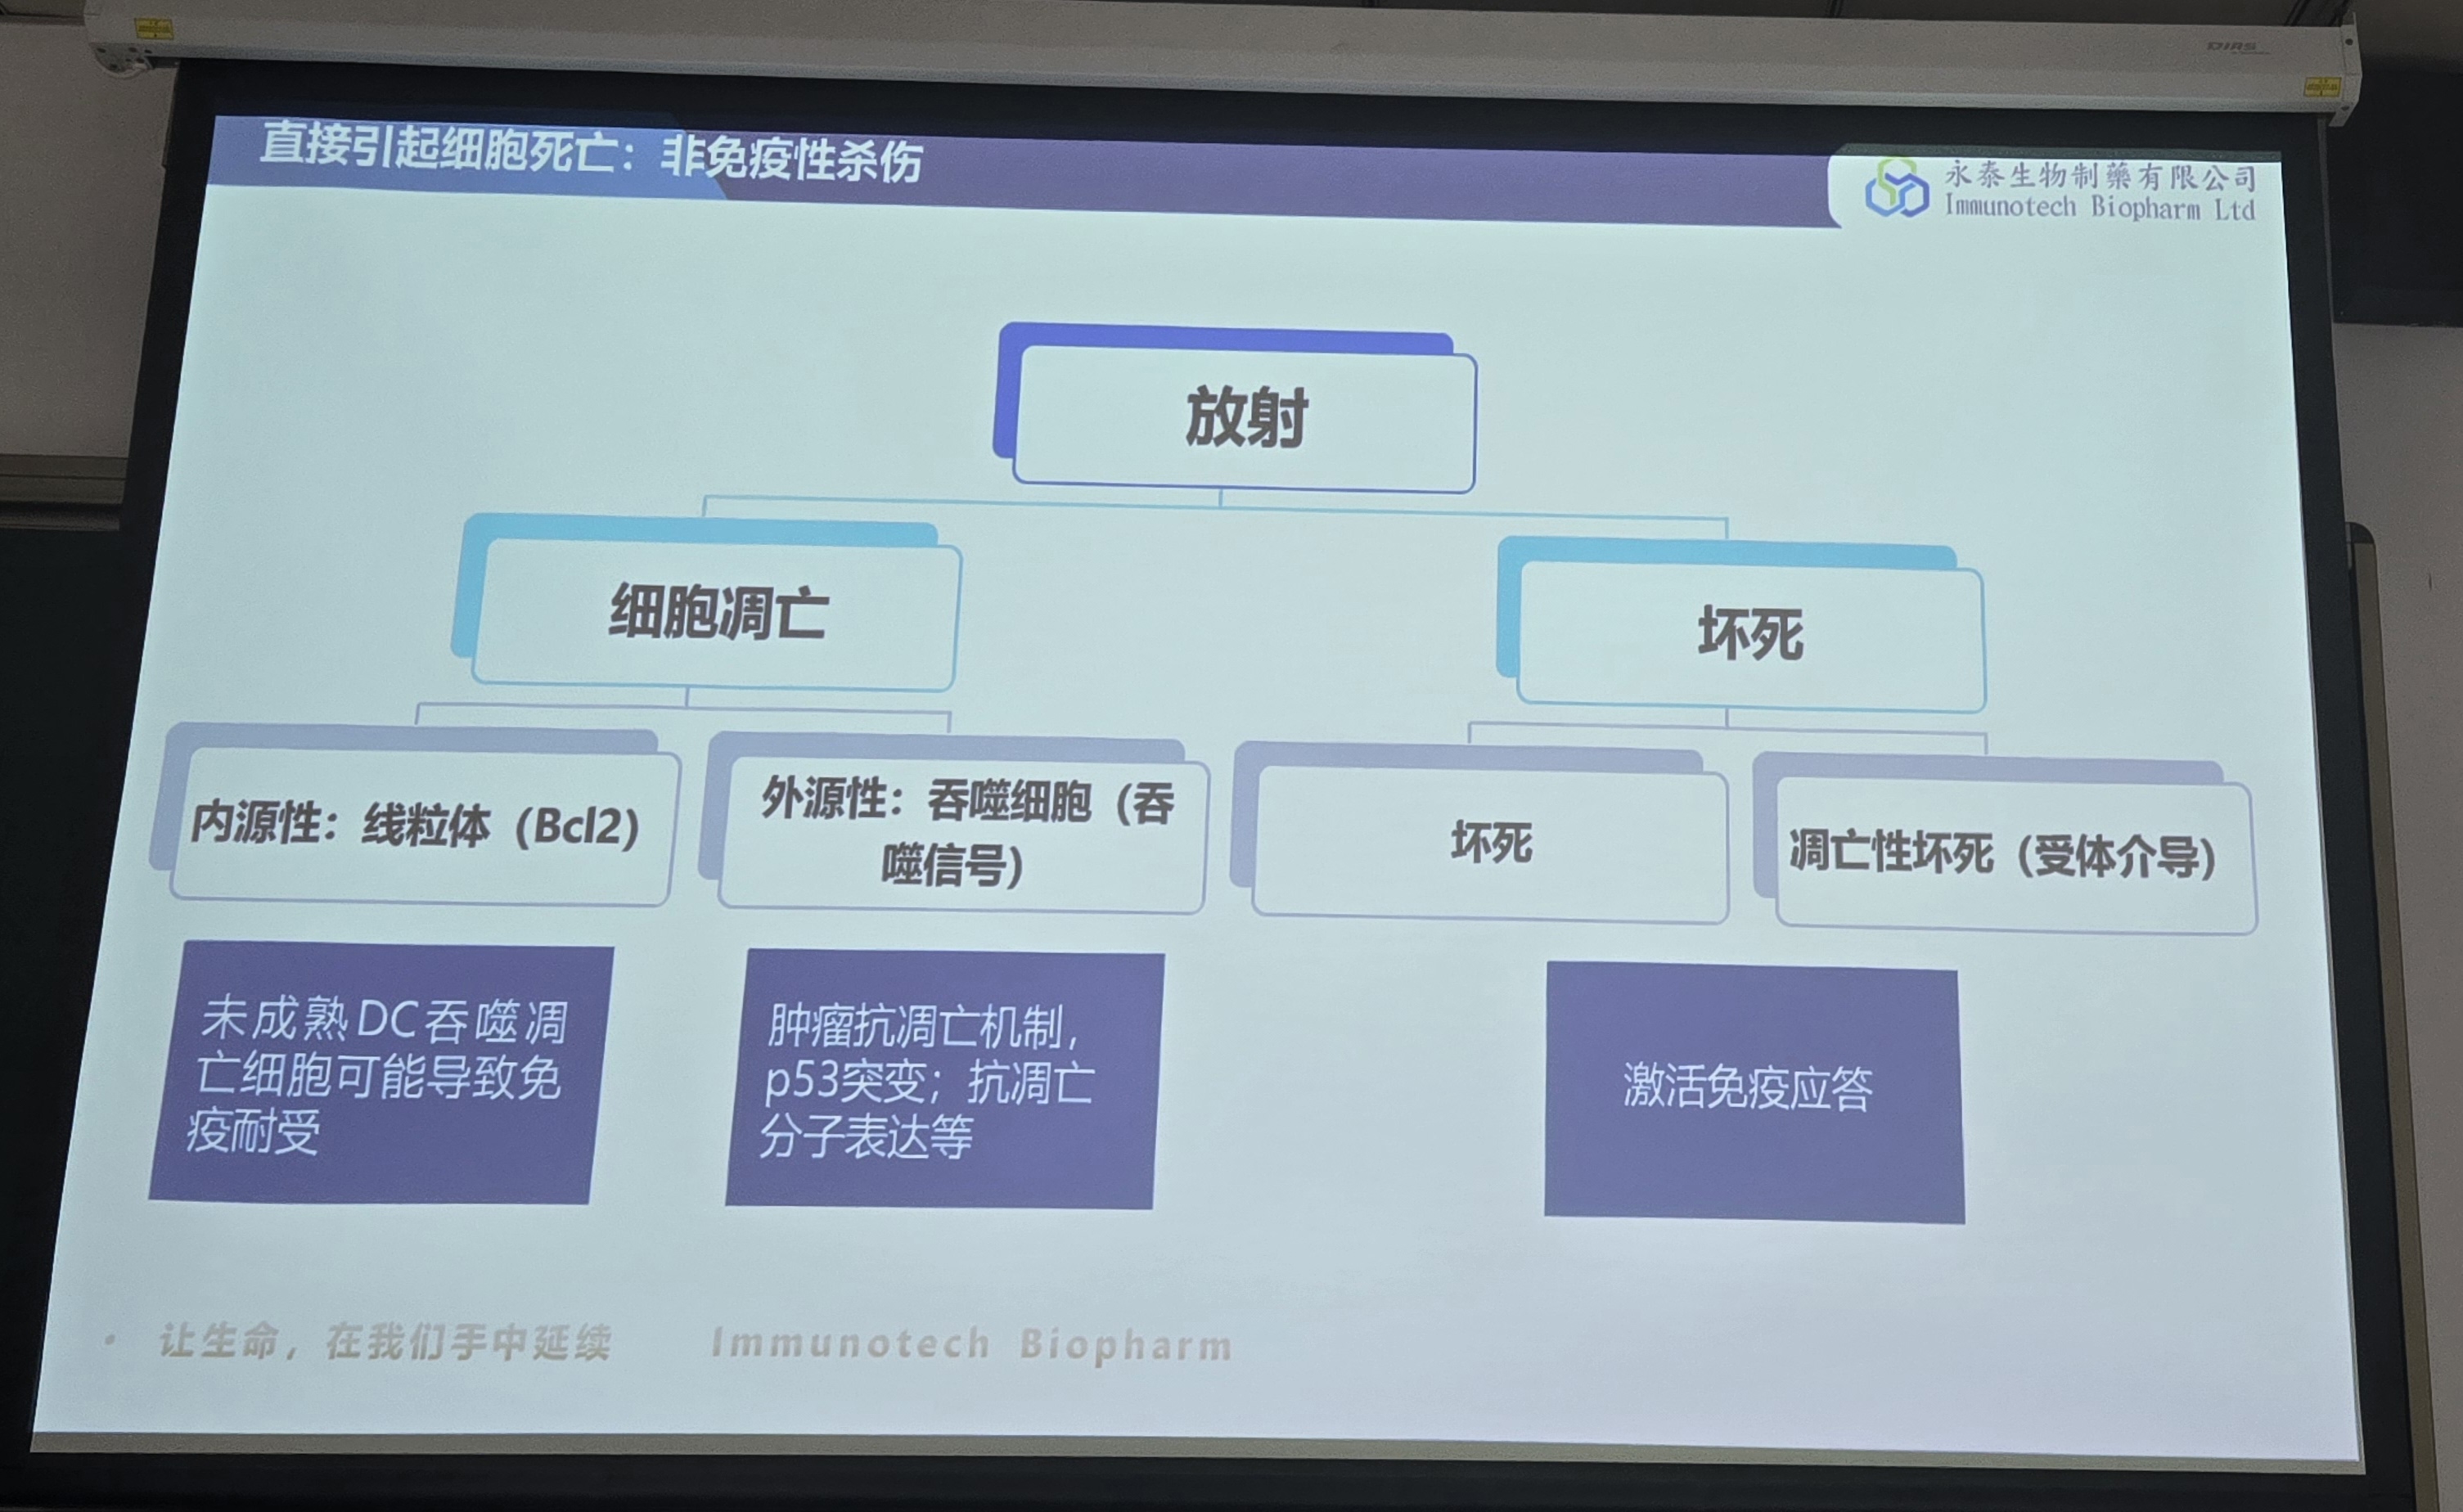 直接引起细胞死亡：非免疫性杀伤
永泰生物制藥有限公司
Immunotech Biopharm Ltd
放射
细胞凋亡
坏死
内源性：线粒体（Bcl2）
外源性：吞噬细胞（吞
噬信号）
坏死
凋亡性坏死（受体介导）
未成熟DC吞噬凋
亡细胞可能导致免
疫耐受
肿瘤抗凋亡机制，
p53突变；抗凋亡
分子表达等
激活免疫应答
• 让生命，在我们手中延续 Immunotech Biopharm